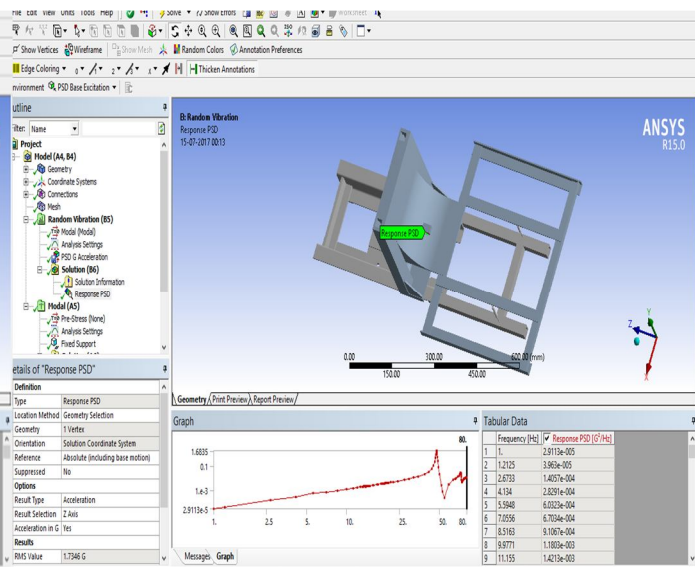 File Edit View Units Tools Help Solve ?/ Show Errors Worksheet
Show Vertices Wireframe Show Mesh Random Colors Annotation Preferences
Edge Coloring Thicken Annotations
nvironment PSD Base Excitation
utline
Filter: Name
Project
Model (A4, B4)
Geometry
Coordinate Systems
Connections
Mesh
Random Vibration (B5)
Modal (Modal)
Analysis Settings
PSD G Acceleration
Solution (B6)
Solution Information
Response PSD
Modal (A5)
Pre-Stress (None)
Analysis Settings
Fixed Support
B: Random Vibration
Response PSD
15-07-2017 00:13
ANSYS
R15.0
Response PSD
0.00 300.00 600.00 (mm)
150.00 450.00
Y
Z
X
Geometry Print Preview Report Preview
etails of "Response PSD"
Definition
Type Response PSD
Location Method Geometry Selection
Geometry 1 Vertex
Orientation Solution Coordinate System
Reference Absolute (including base motion)
Suppressed No
Options
Result Type Acceleration
Result Selection Z Axis
Acceleration in G Yes
Results
RMS Value 1.7346 G
Graph
80.
1.6835
0.1
1.e-3
2.9113e-5
1. 2.5 5. 10. 25. 50. 80.
Messages Graph
Tabular Data
Frequency [Hz] Response PSD [G²/Hz]
1 1. 2.9113e-005
2 1.2125 3.963e-005
3 2.6733 1.4057e-004
4 4.134 2.8291e-004
5 5.5948 6.0323e-004
6 7.0556 6.7034e-004
7 8.5163 9.1067e-004
8 9.9771 1.1803e-003
9 11.155 1.4213e-003